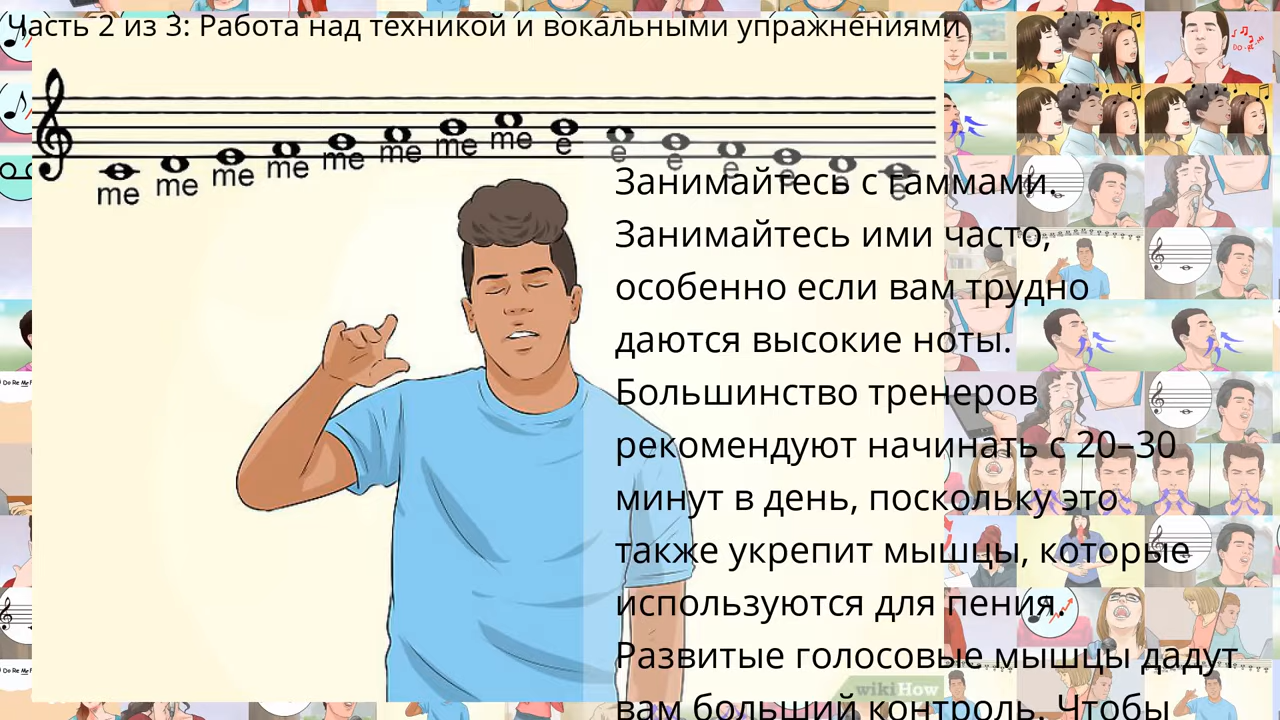 Часть 2 из 3: Работа над техникой и вокальными упражнениями
me me me me me me me me e e e e e e e
Занимайтесь с гаммами.
Занимайтесь ими часто,
особенно если вам трудно
даются высокие ноты.
Большинство тренеров
рекомендуют начинать с 20–30
минут в день, поскольку это
также укрепит мышцы, которые
используются для пения.
Развитые голосовые мышцы дадут
wikiHow
вам больший контроль. Чтобы